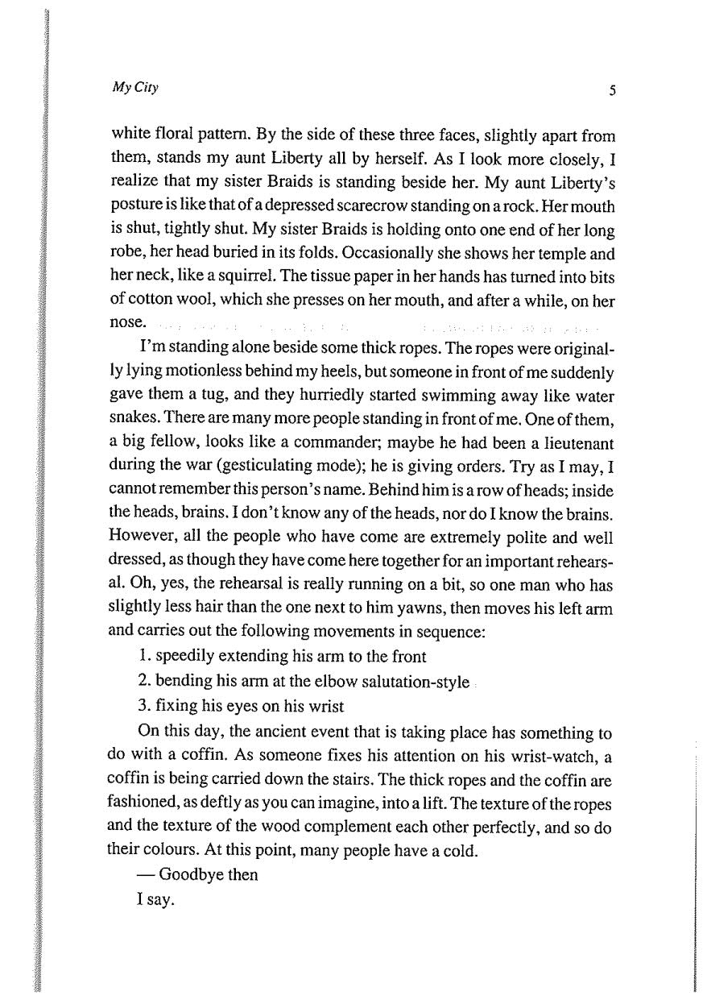 My City 5
white floral pattern. By the side of these three faces, slightly apart from
them, stands my aunt Liberty all by herself. As I look more closely, I
realize that my sister Braids is standing beside her. My aunt Liberty's
posture is like that of a depressed scarecrow standing on a rock. Her mouth
is shut, tightly shut. My sister Braids is holding onto one end of her long
robe, her head buried in its folds. Occasionally she shows her temple and
her neck, like a squirrel. The tissue paper in her hands has turned into bits
of cotton wool, which she presses on her mouth, and after a while, on her
nose.
I'm standing alone beside some thick ropes. The ropes were original-
ly lying motionless behind my heels, but someone in front of me suddenly
gave them a tug, and they hurriedly started swimming away like water
snakes. There are many more people standing in front of me. One of them,
a big fellow, looks like a commander; maybe he had been a lieutenant
during the war (gesticulating mode); he is giving orders. Try as I may, I
cannot remember this person's name. Behind him is a row of heads; inside
the heads, brains. I don't know any of the heads, nor do I know the brains.
However, all the people who have come are extremely polite and well
dressed, as though they have come here together for an important rehears-
al. Oh, yes, the rehearsal is really running on a bit, so one man who has
slightly less hair than the one next to him yawns, then moves his left arm
and carries out the following movements in sequence:
1. speedily extending his arm to the front
2. bending his arm at the elbow salutation-style
3. fixing his eyes on his wrist
On this day, the ancient event that is taking place has something to
do with a coffin. As someone fixes his attention on his wrist-watch, a
coffin is being carried down the stairs. The thick ropes and the coffin are
fashioned, as deftly as you can imagine, into a lift. The texture of the ropes
and the texture of the wood complement each other perfectly, and so do
their colours. At this point, many people have a cold.
— Goodbye then
I say.